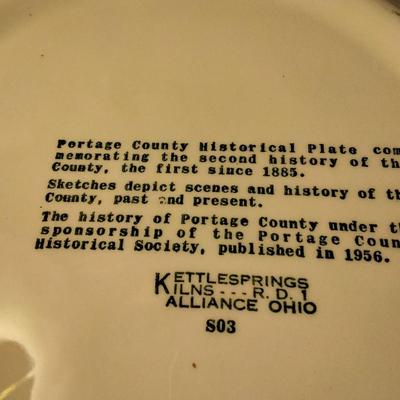 Portage County Historical Plate com
memorating the second history of th
County, the first since 1885.
Sketches depict scenes and history of th
County, past and present.
The history of Portage County under th
sponsorship of the Portage Coun
Historical Society, published in 1956.
KETTLESPRINGS
KILNS --- R. D. 1
ALLIANCE OHIO
S03